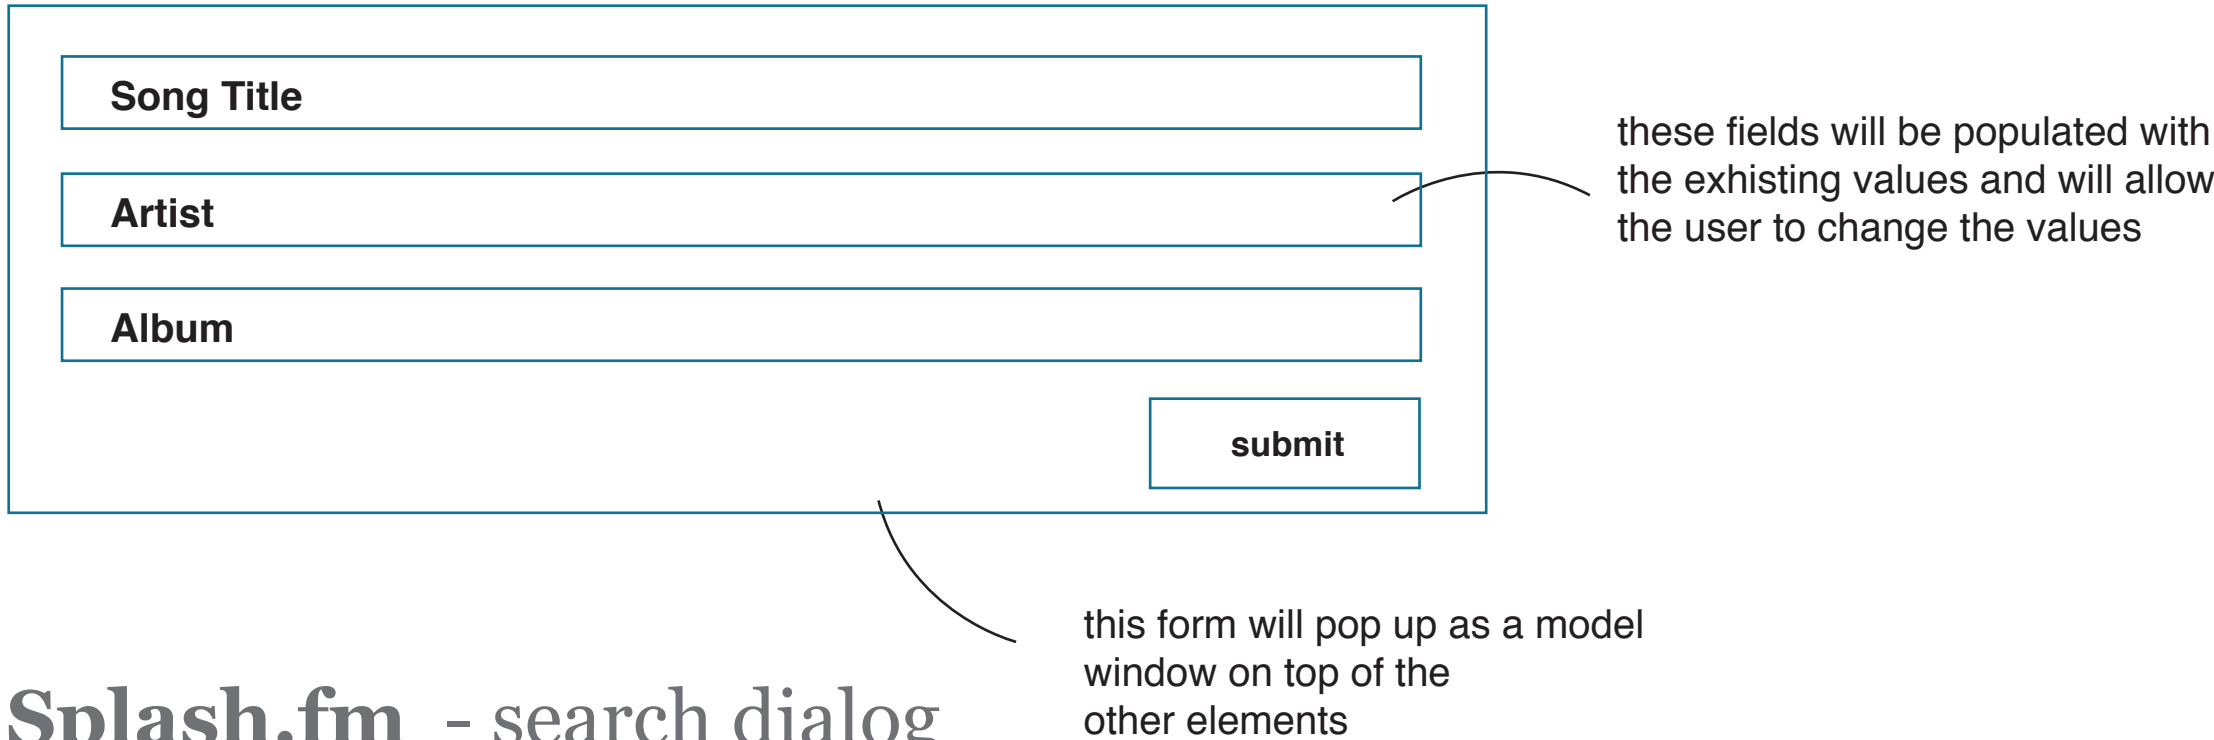 Song Title
Artist
Album
submit
these fields will be populated with
the exhisting values and will allow
the user to change the values
this form will pop up as a model
window on top of the
other elements
Splash.fm - search dialog